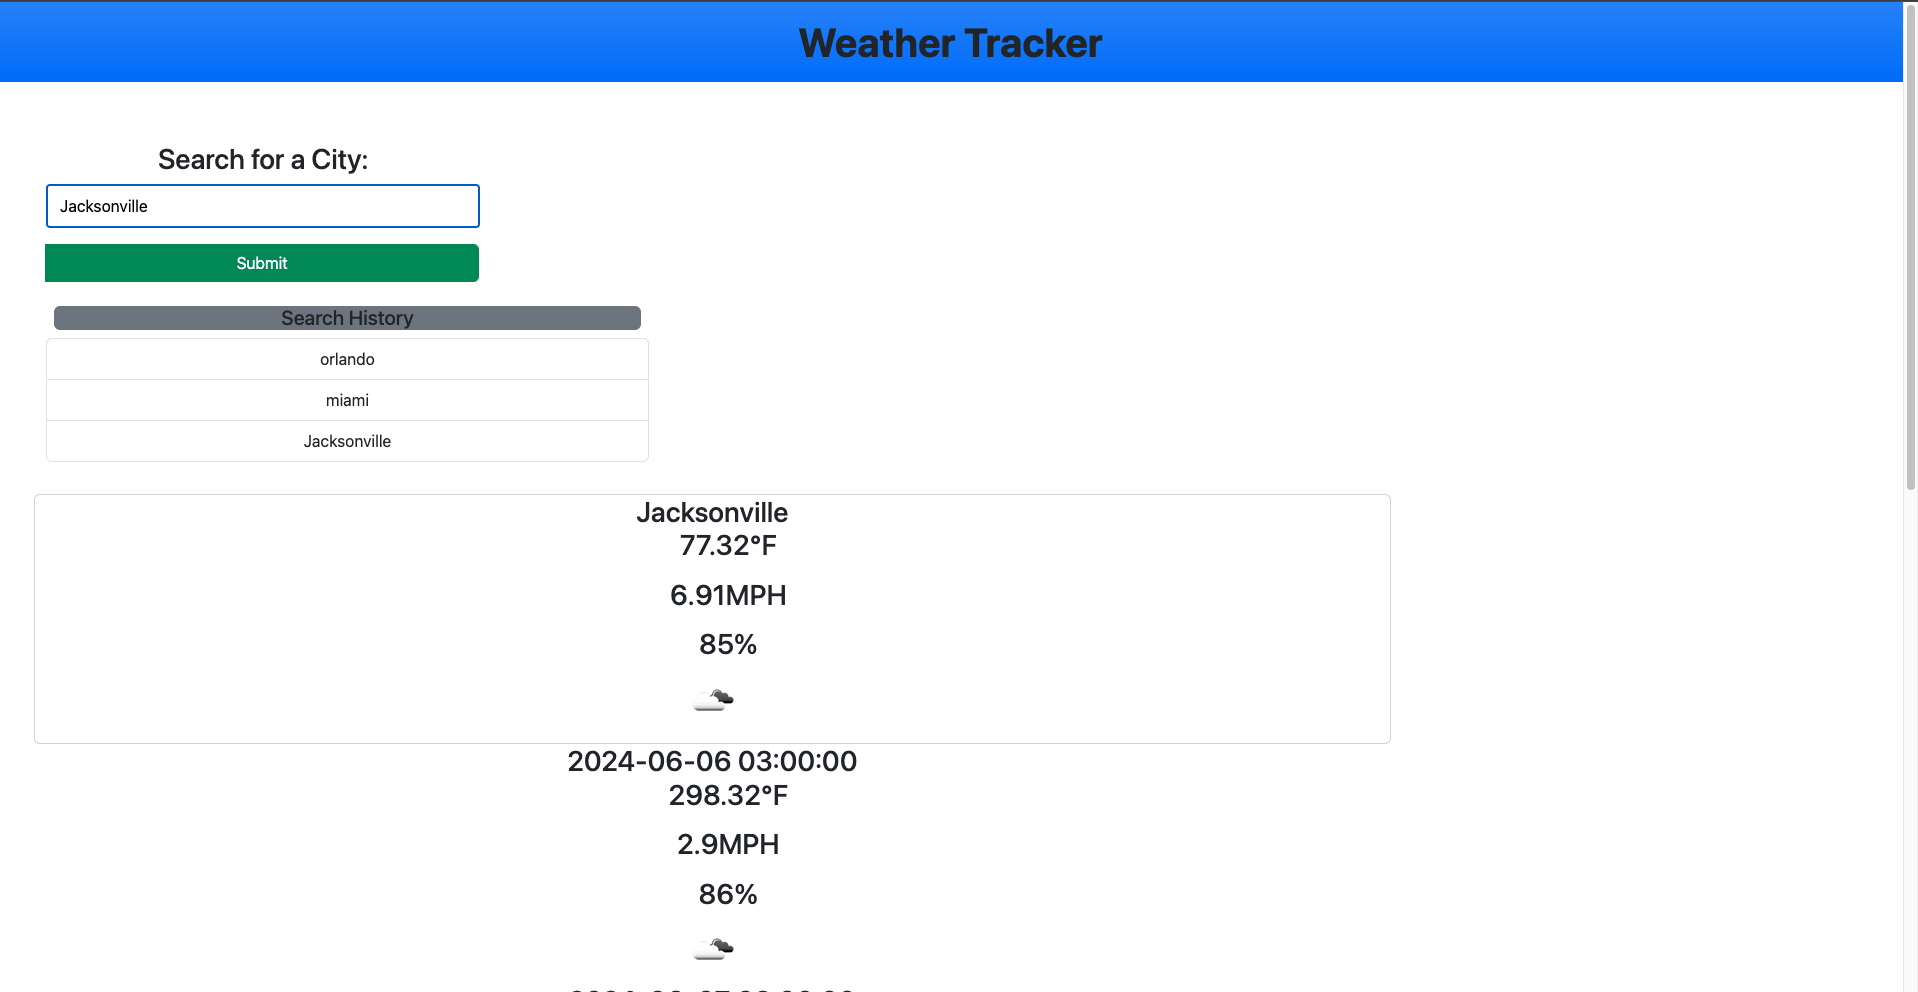 Weather Tracker
Search for a City:
Jacksonville
Submit
Search History
orlando
miami
Jacksonville
Jacksonville
77.32°F
6.91MPH
85%
2024-06-06 03:00:00
298.32°F
2.9MPH
86%